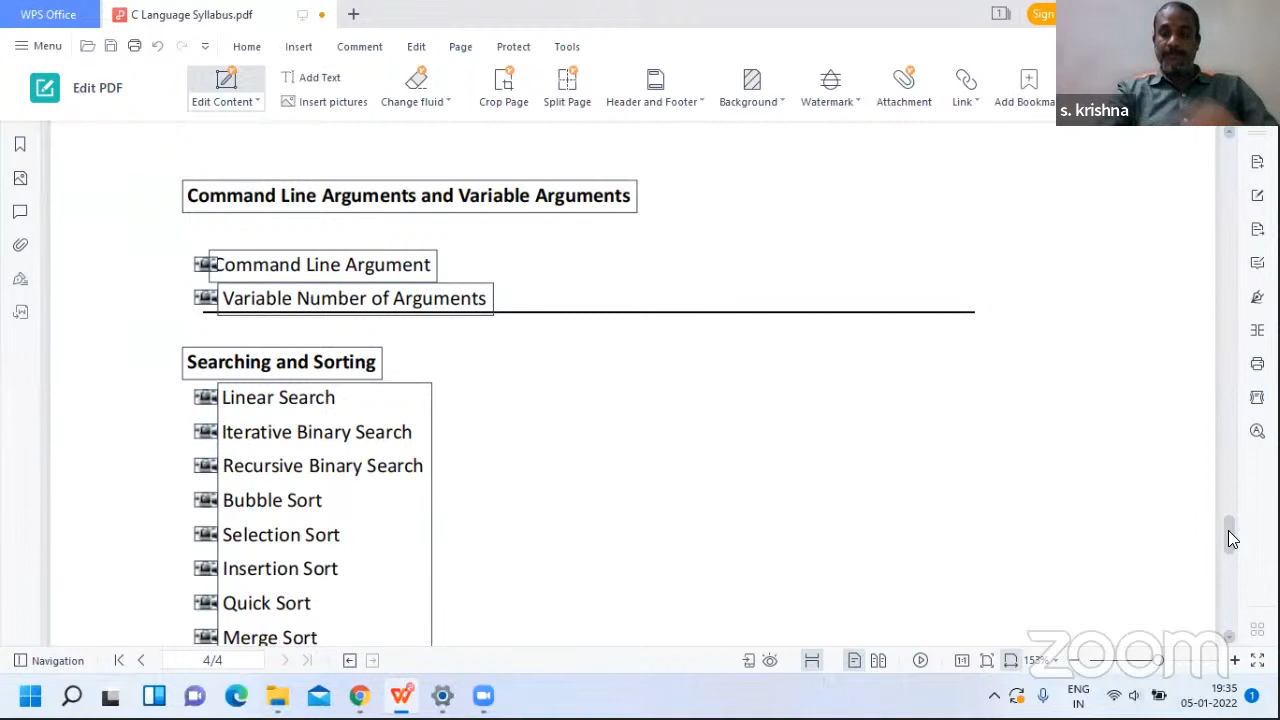 WPS Office
C Language Syllabus.pdf
Sign
Menu
Home
Insert
Comment
Edit
Page
Protect
Tools
Edit PDF
Edit Content
Add Text
Insert pictures
Change fluid
Crop Page
Split Page
Header and Footer
Background
Watermark
Attachment
Link
Add Bookma
s. krishna
Command Line Arguments and Variable Arguments
Command Line Argument
Variable Number of Arguments
Searching and Sorting
Linear Search
Iterative Binary Search
Recursive Binary Search
Bubble Sort
Selection Sort
Insertion Sort
Quick Sort
Merge Sort
zoom
Navigation
4/4
153%
ENG
IN
19:35
05-01-2022